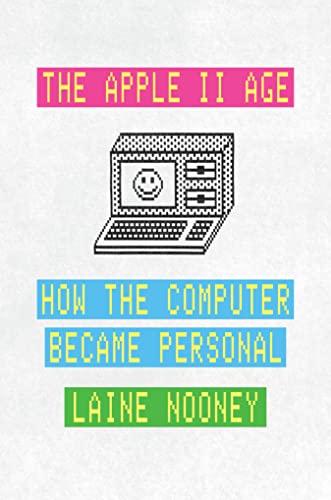 THE APPLE II AGE
HOW THE COMPUTER
BECAME PERSONAL
LAINE NOONEY